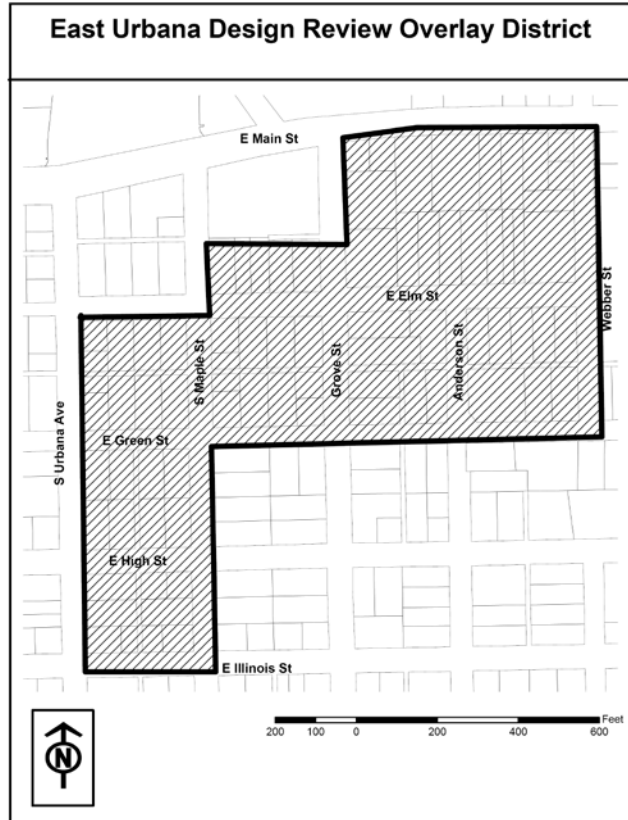 East Urbana Design Review Overlay District
E Main St
E Elm St
Webber St
S Maple St
Grove St
Anderson St
S Urbana Ave
E Green St
E High St
E Illinois St
Feet
200 100 0 200 400 600
N